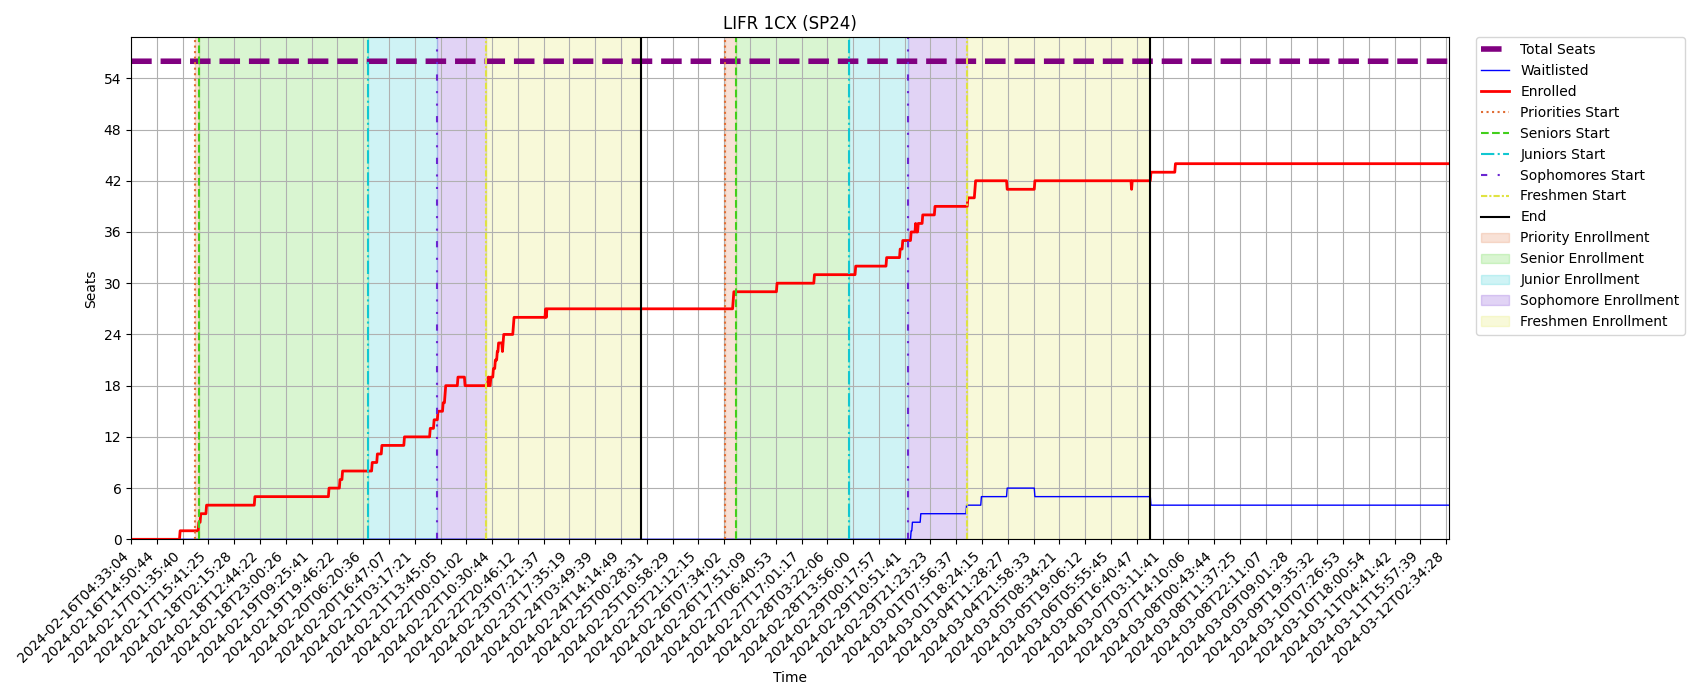 LIFR 1CX (SP24)
Total Seats
Waitlisted
Enrolled
Priorities Start
Seniors Start
Juniors Start
Sophomores Start
Freshmen Start
End
Priority Enrollment
Senior Enrollment
Junior Enrollment
Sophomore Enrollment
Freshmen Enrollment
Seats
54
48
42
36
30
24
18
12
6
0
2024-02-16T04:33:04
2024-02-16T14:50:44
2024-02-17T01:35:40
2024-02-17T15:41:25
2024-02-18T02:15:28
2024-02-18T12:44:22
2024-02-18T23:00:26
2024-02-19T09:25:41
2024-02-19T19:46:22
2024-02-20T06:20:36
2024-02-20T16:47:07
2024-02-21T03:17:21
2024-02-21T13:45:05
2024-02-22T00:01:02
2024-02-22T10:30:44
2024-02-22T20:46:12
2024-02-23T07:21:37
2024-02-23T17:35:19
2024-02-24T03:49:39
2024-02-24T14:14:49
2024-02-25T00:28:31
2024-02-25T10:58:29
2024-02-25T21:12:15
2024-02-26T07:34:02
2024-02-26T17:51:09
2024-02-27T06:40:53
2024-02-27T17:01:17
2024-02-28T03:22:06
2024-02-28T13:56:00
2024-02-29T00:17:57
2024-02-29T10:51:41
2024-02-29T21:23:23
2024-03-01T07:56:37
2024-03-01T18:24:15
2024-03-04T11:28:27
2024-03-04T21:58:33
2024-03-05T08:34:21
2024-03-05T19:06:12
2024-03-06T05:55:45
2024-03-06T16:40:47
2024-03-07T03:11:41
2024-03-07T14:10:06
2024-03-08T00:43:44
2024-03-08T11:37:25
2024-03-08T22:11:07
2024-03-09T09:01:28
2024-03-09T19:35:32
2024-03-10T07:26:53
2024-03-10T18:00:54
2024-03-11T04:41:42
2024-03-11T15:57:39
2024-03-12T02:34:28
Time